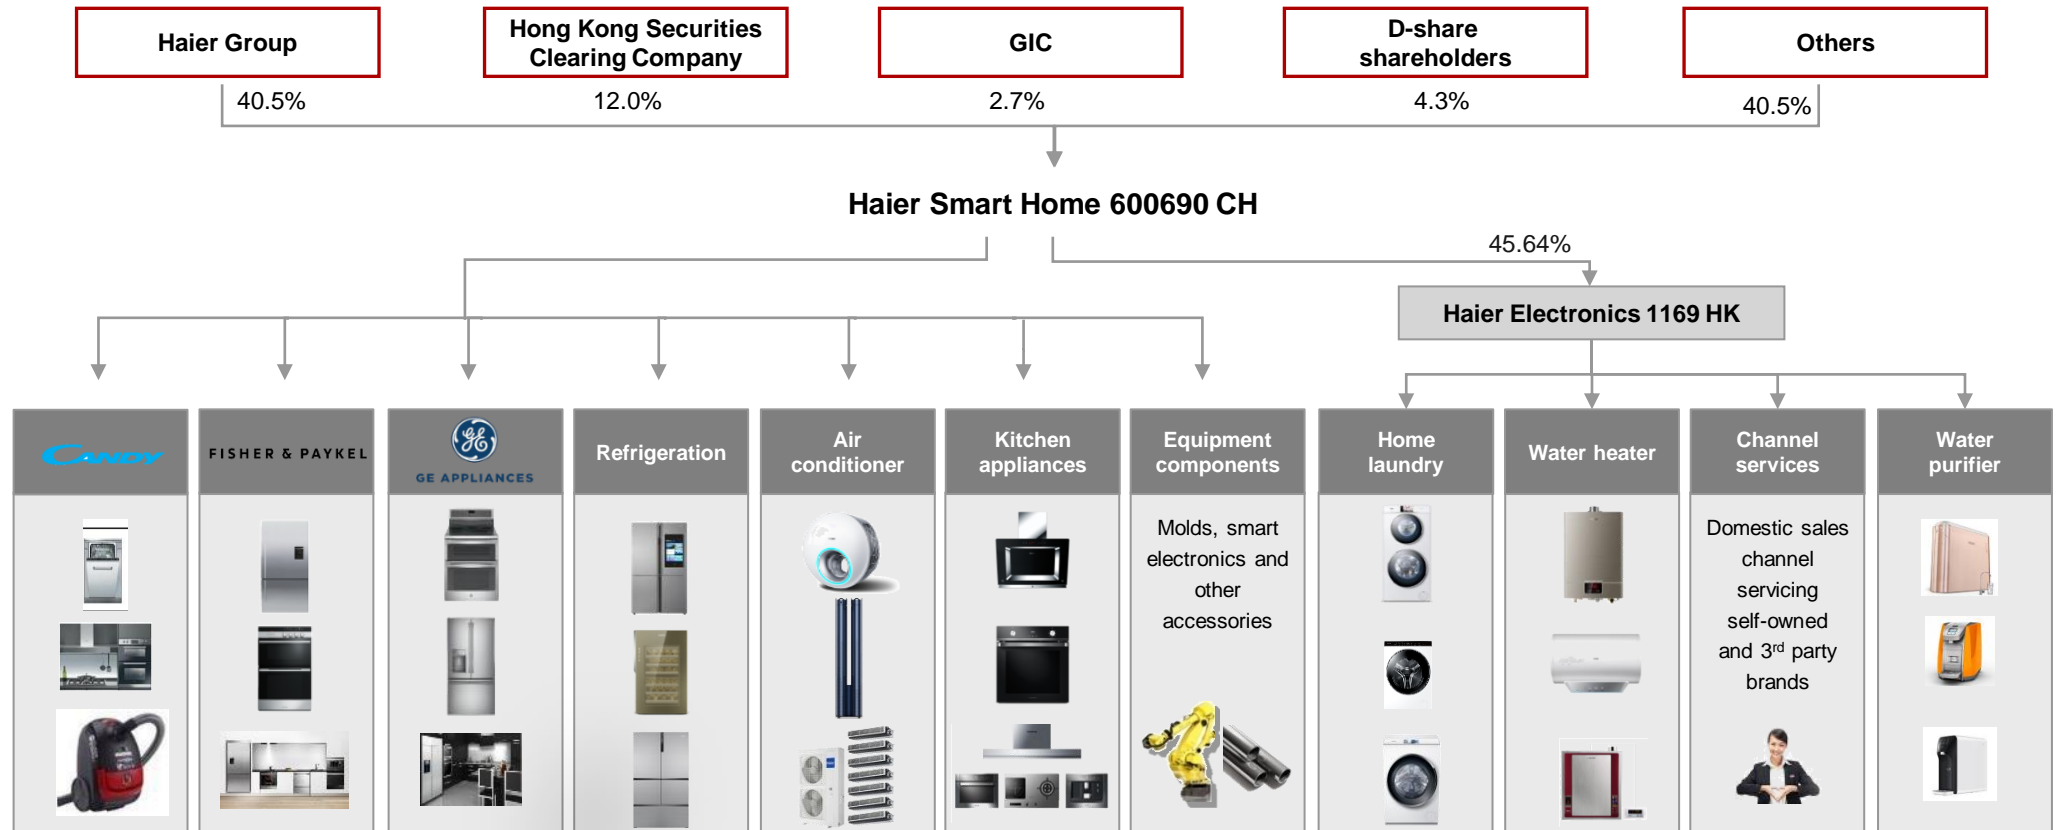 Haier Group
Hong Kong Securities
Clearing Company
GIC
D-share
shareholders
Others
40.5%
12.0%
2.7%
4.3%
40.5%
Haier Smart Home 600690 CH
45.64%
Haier Electronics 1169 HK
CANDY
FISHER & PAYKEL
GE
GE APPLIANCES
Refrigeration
Air
conditioner
Kitchen
appliances
Equipment
components
Home
laundry
Water heater
Channel
services
Water
purifier
Molds, smart
electronics and
other
accessories
Domestic sales
channel
servicing
self-owned
and 3rd party
brands